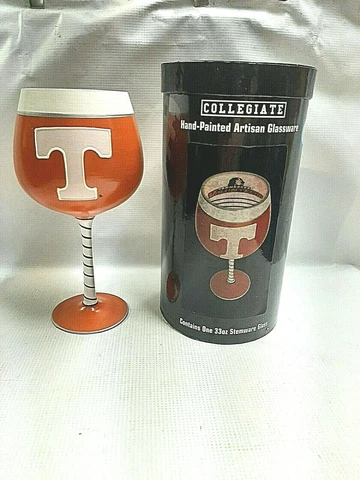 T
COLLEGIATE
Hand-Painted Artisan Glassware
T
Contains One 33oz Stemware Glass